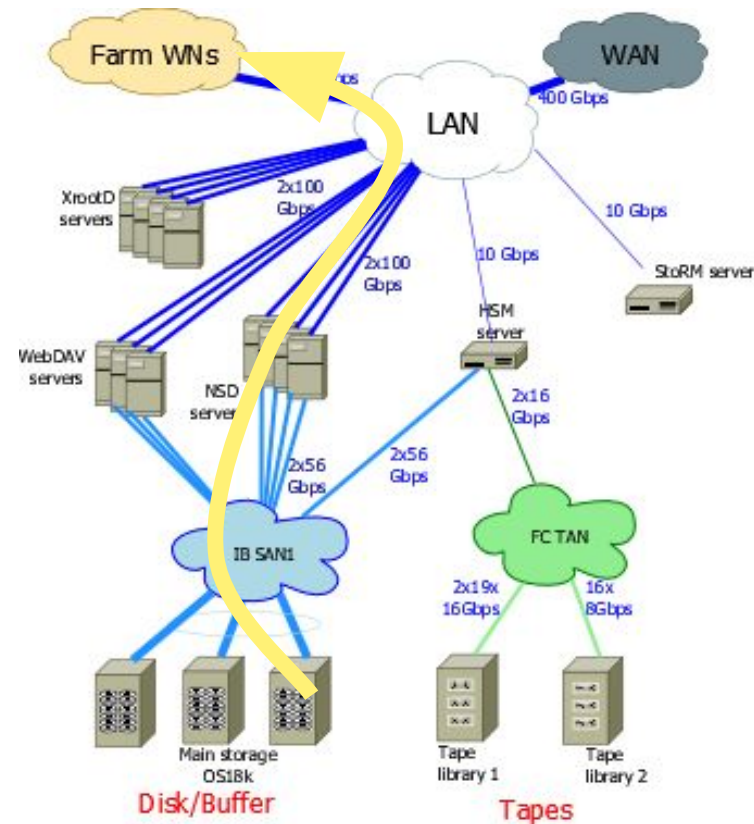 Farm WNs
WAN
400 Gbps
LAN
XrootD
servers
2x100
Gbps
10 Gbps
StoRM server
2x100
Gbps
10 Gbps
HSM
server
WebDAV
servers
NSD
server
2x16
Gbps
2x56
Gbps
2x56
Gbps
IB SAN1
FC TAN
2x19x
16Gbps
16x
8Gbps
Main storage
OS18k
Tape
library 1
Tape
library 2
Disk/Buffer
Tapes